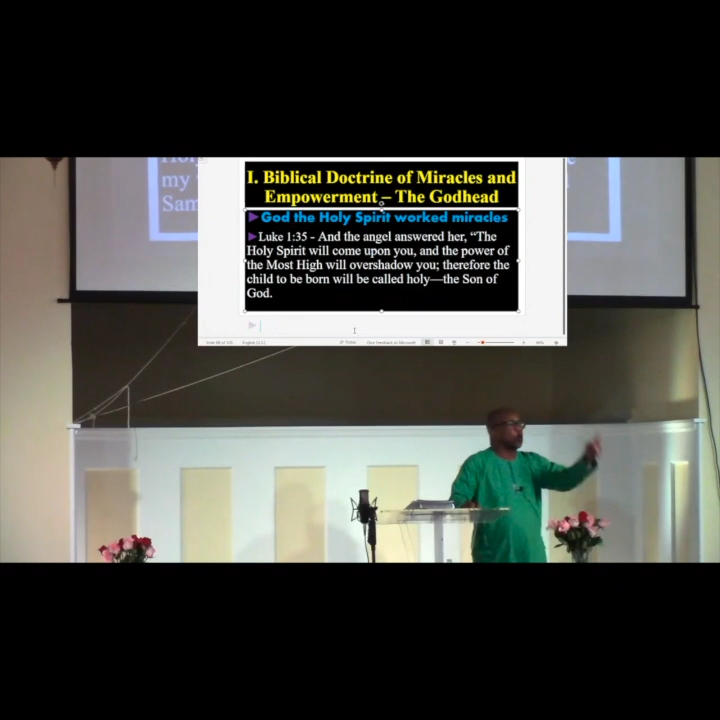 my
Sam
I. Biblical Doctrine of Miracles and
Empowerment – The Godhead
God the Holy Spirit worked miracles
Luke 1:35 - And the angel answered her, “The
Holy Spirit will come upon you, and the power of
the Most High will overshadow you; therefore the
child to be born will be called holy—the Son of
God.